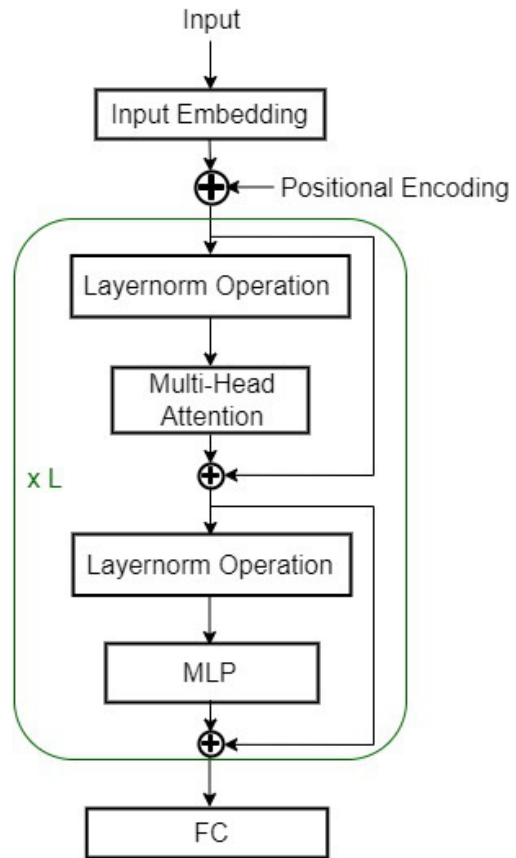 Input
Input Embedding
Positional Encoding
Layernorm Operation
Multi-Head
Attention
x L
Layernorm Operation
MLP
FC